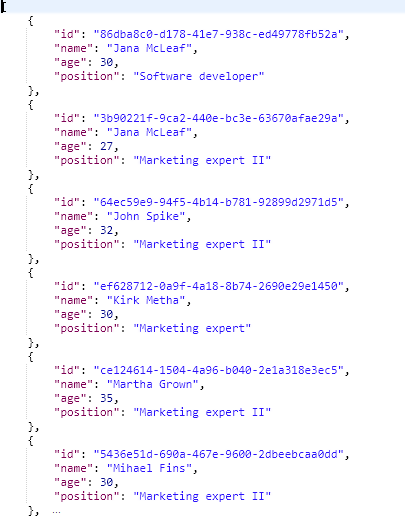 [
{
"id": "86dba8c0-d178-41e7-938c-ed49778fb52a",
"name": "Jana McLeaf",
"age": 30,
"position": "Software developer"
},
{
"id": "3b90221f-9ca2-440e-bc3e-63670afae29a",
"name": "Jana McLeaf",
"age": 27,
"position": "Marketing expert II"
},
{
"id": "64ec59e9-94f5-4b14-b781-92899d2971d5",
"name": "John Spike",
"age": 32,
"position": "Marketing expert II"
},
{
"id": "ef628712-0a9f-4a18-8b74-2690e29e1450",
"name": "Kirk Metha",
"age": 30,
"position": "Marketing expert"
},
{
"id": "ce124614-1504-4a96-b040-2e1a318e3ec5",
"name": "Martha Grown",
"age": 35,
"position": "Marketing expert II"
},
{
"id": "5436e51d-690a-467e-9600-2dbeebcaa0dd",
"name": "Mihael Fins",
"age": 30,
"position": "Marketing expert II"
}, …